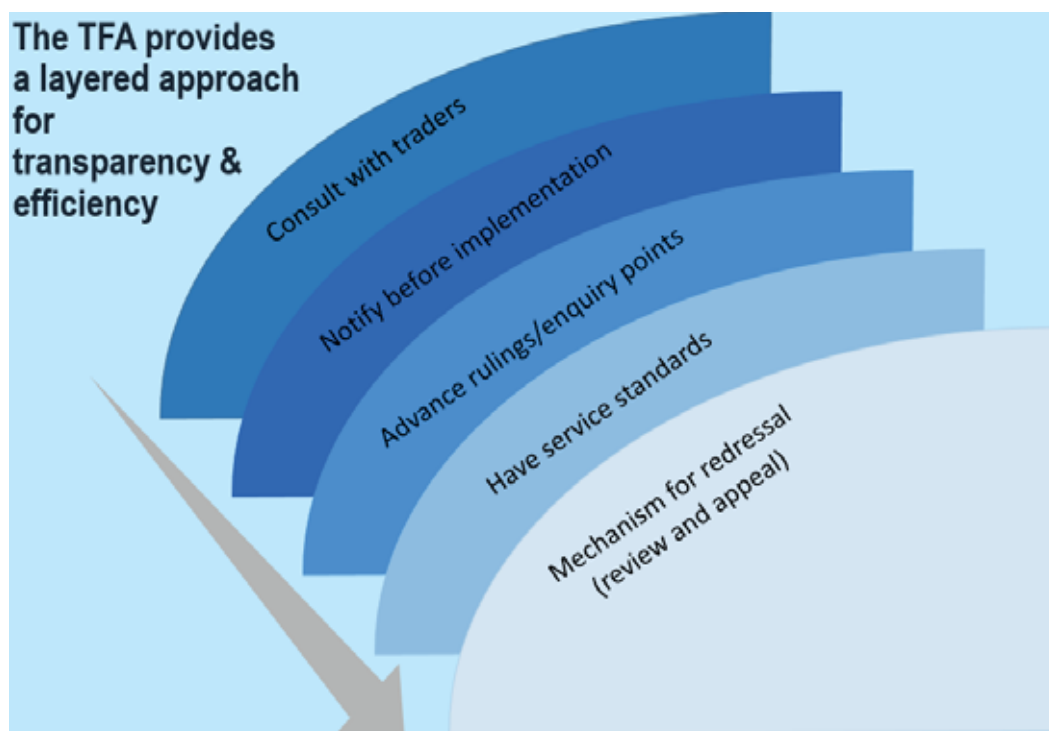 The TFA provides
a layered approach
for
transparency &
efficiency
Consult with traders
Notify before implementation
Advance rulings/enquiry points
Have service standards
Mechanism for redressal
(review and appeal)